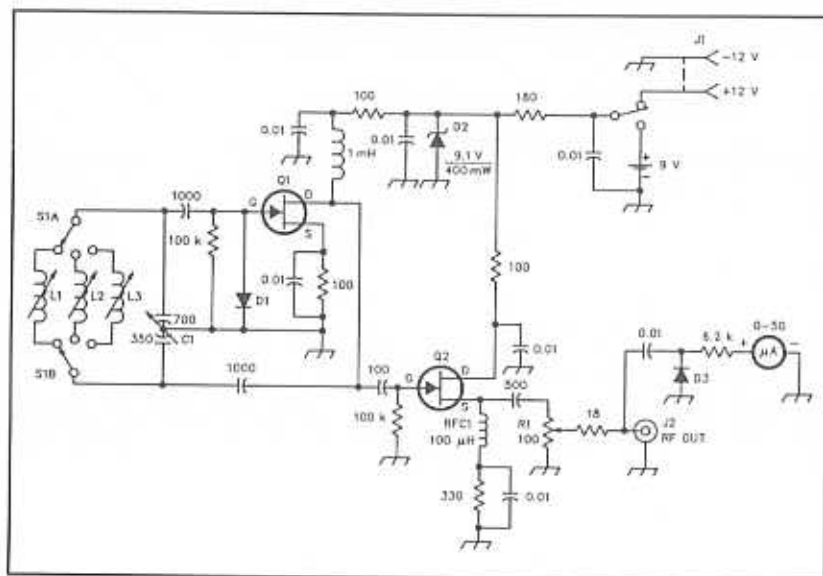 J1
-12 V
+12 V
100
180
0.01
0.01
D2
1 mH
9.1 V
400 mW
0.01
+
9 V
-
Q1
1000
G
D
S
S1A
100 k
100
0.01
L1
L2
L3
D1
700
350
C1
100
0.01
0-50
0.01
+
µA
-
Q2
S1B
1000
100
G
D
S
500
D3
100 k
RFC1
100 µH
R1
100
18
J2
RF OUT
330
0.01